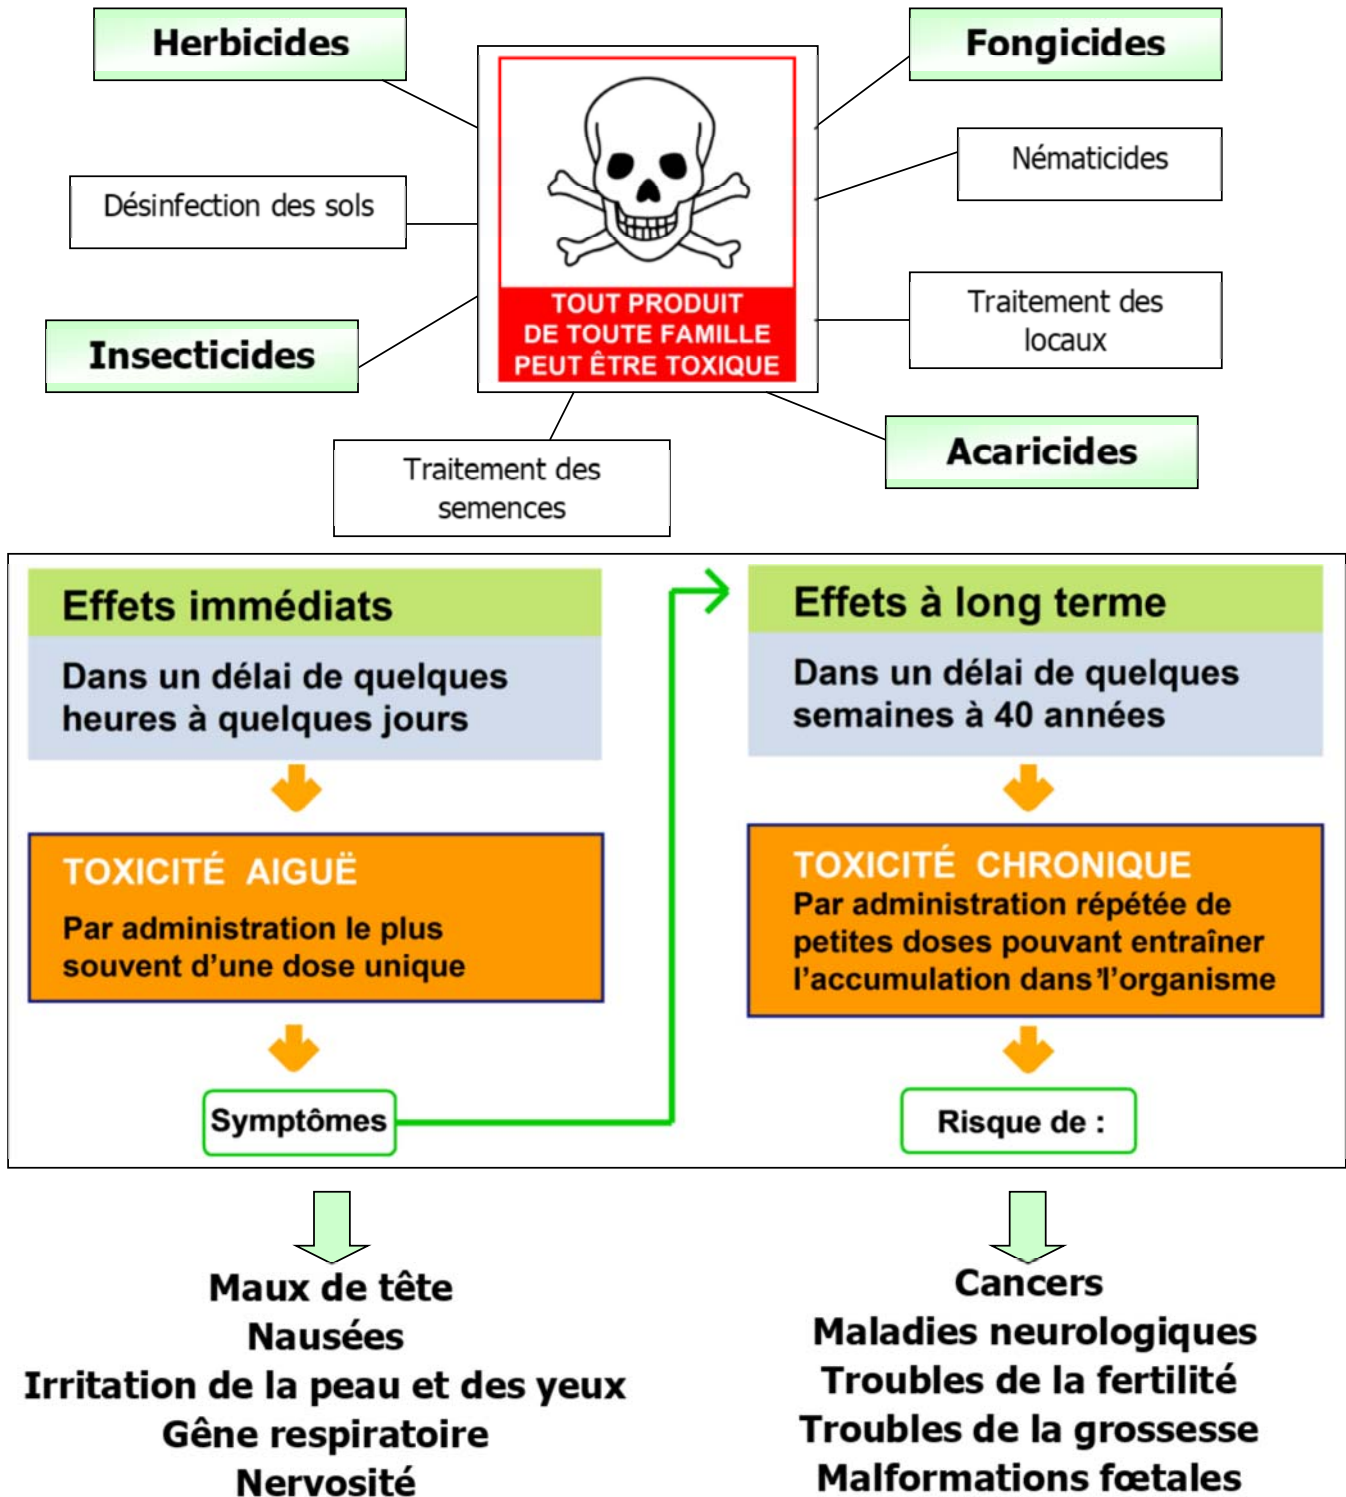 Herbicides
Fongicides
Nématicides
Désinfection des sols
TOUT PRODUIT
DE TOUTE FAMILLE
PEUT ÊTRE TOXIQUE
Traitement des
locaux
Insecticides
Acaricides
Traitement des
semences
Effets immédiats
Dans un délai de quelques
heures à quelques jours
TOXICITÉ AIGUË
Par administration le plus
souvent d'une dose unique
Symptômes
Effets à long terme
Dans un délai de quelques
semaines à 40 années
TOXICITÉ CHRONIQUE
Par administration répétée de
petites doses pouvant entraîner
l'accumulation dans 'l'organisme
Risque de :
Maux de tête
Nausées
Irritation de la peau et des yeux
Gêne respiratoire
Nervosité
Cancers
Maladies neurologiques
Troubles de la fertilité
Troubles de la grossesse
Malformations fœtales